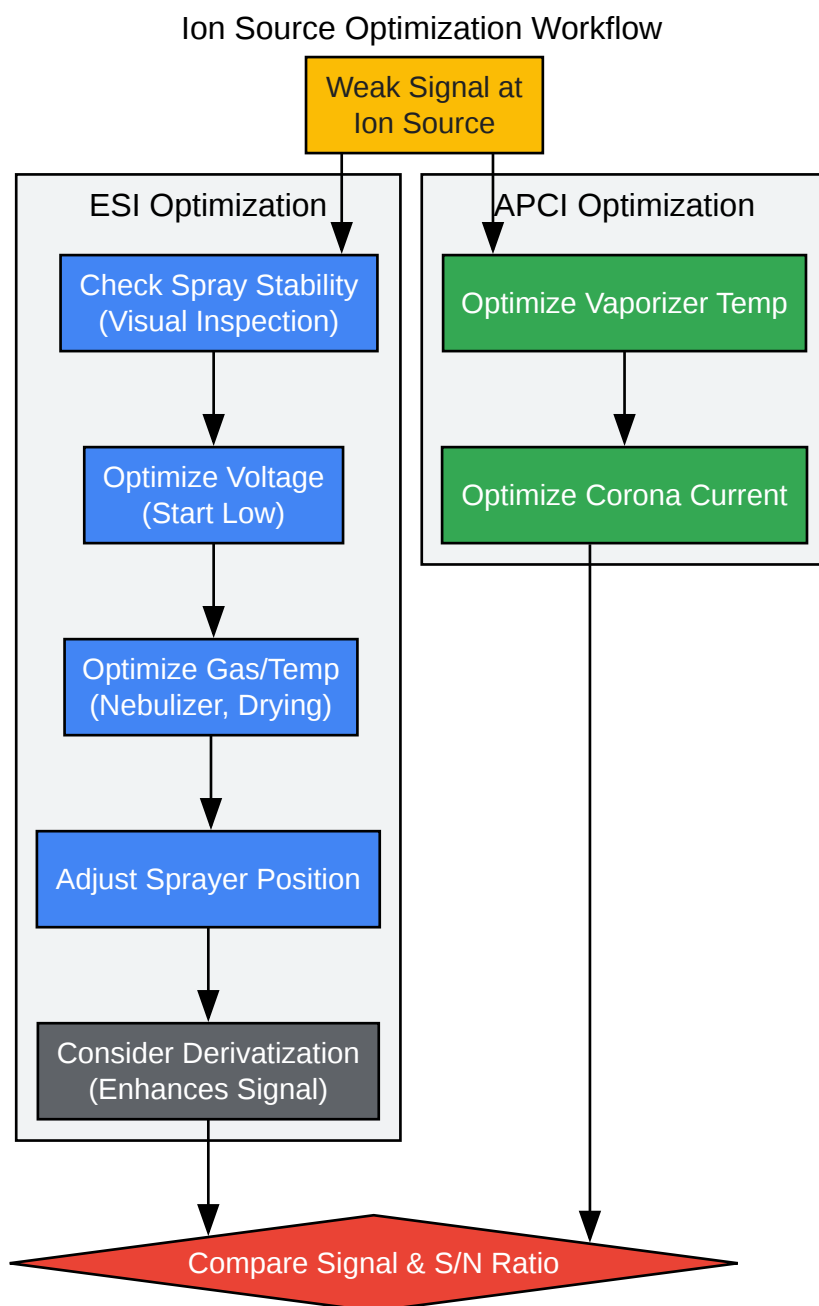 Ion Source Optimization Workflow
Weak Signal at
Ion Source
ESI Optimization
Check Spray Stability
(Visual Inspection)
Optimize Voltage
(Start Low)
Optimize Gas/Temp
(Nebulizer, Drying)
Adjust Sprayer Position
Consider Derivatization
(Enhances Signal)
APCI Optimization
Optimize Vaporizer Temp
Optimize Corona Current
Compare Signal & S/N Ratio